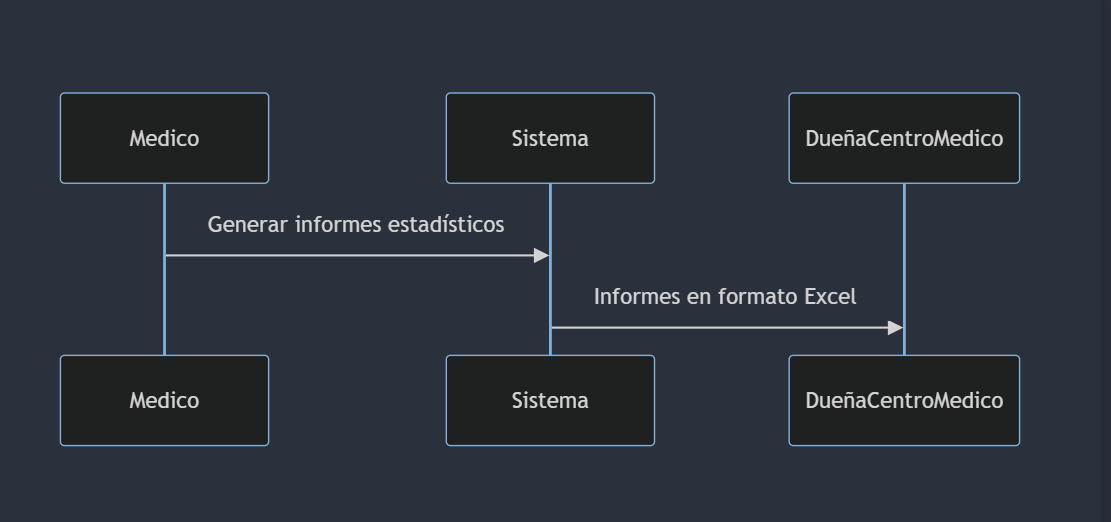 Medico
Sistema
DueñaCentroMedico
Generar informes estadísticos
Informes en formato Excel
Medico
Sistema
DueñaCentroMedico